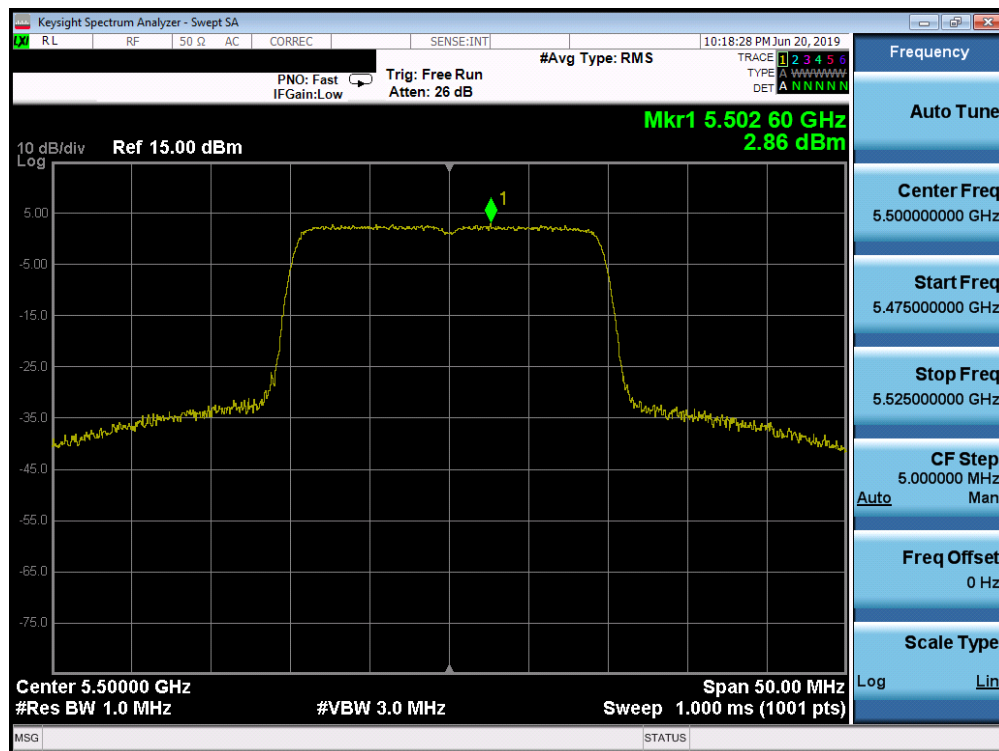 Keysight Spectrum Analyzer - Swept SA
LXI RL RF 50 Ω AC CORREC SENSE:INT 10:18:28 PM Jun 20, 2019
#Avg Type: RMS
TRACE 1 2 3 4 5 6
PNO: Fast
Trig: Free Run
TYPE A WWWWW
IFGain:Low
Atten: 26 dB
DET A N N N N N
Mkr1 5.502 60 GHz
2.86 dBm
10 dB/div
Ref 15.00 dBm
Log
1
5.00
-5.00
-15.0
-25.0
-35.0
-45.0
-55.0
-65.0
-75.0
Center 5.50000 GHz
Span 50.00 MHz
#Res BW 1.0 MHz
#VBW 3.0 MHz
Sweep 1.000 ms (1001 pts)
MSG
STATUS
Frequency
Auto Tune
Center Freq
5.500000000 GHz
Start Freq
5.475000000 GHz
Stop Freq
5.525000000 GHz
CF Step
5.000000 MHz
Auto Man
Freq Offset
0 Hz
Scale Type
Log Lin